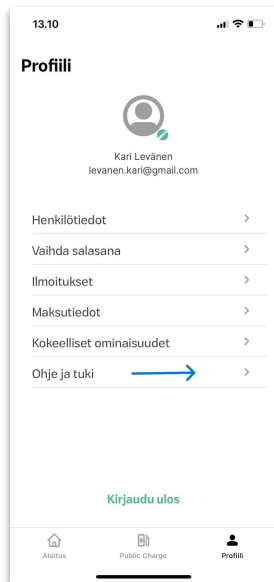 13.10
Profiili
Kari Levänen
levanen.kari@gmail.com
Henkilötiedot
Vaihda salasana
Ilmoitukset
Maksutiedot
Kokeelliset ominaisuudet
Ohje ja tuki
Kirjaudu ulos
Aloitus
Public Charge
Profiili